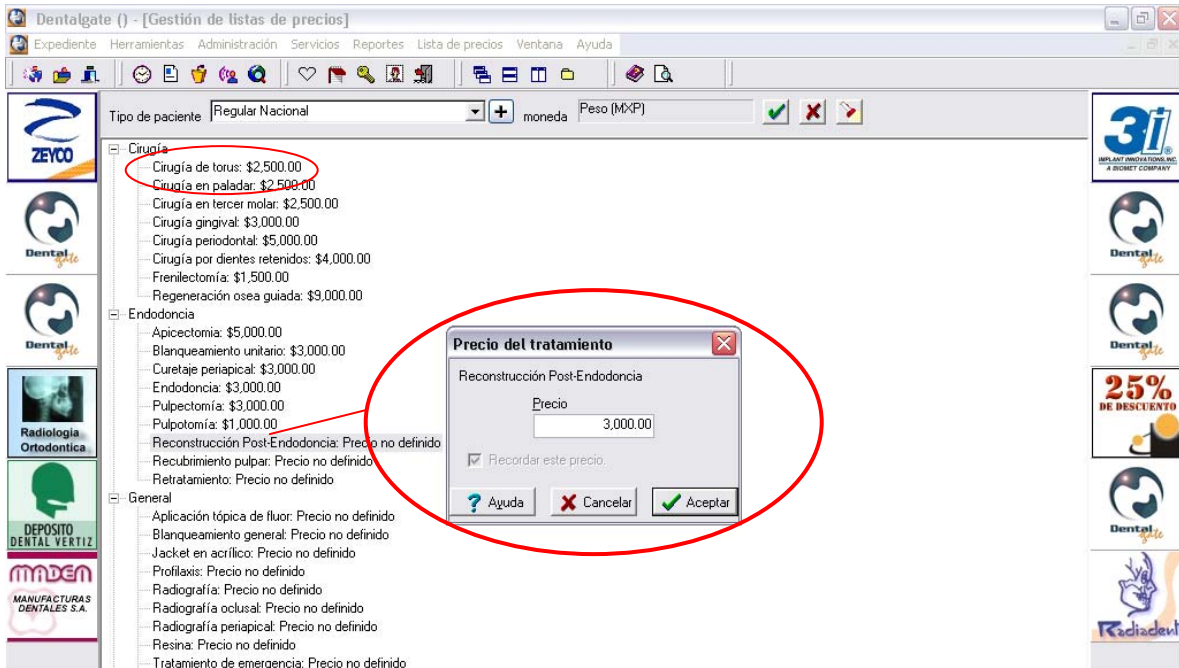 Dentalgate () - [Gestión de listas de precios]
Expediente Herramientas Administración Servicios Reportes Lista de precios Ventana Ayuda
Tipo de paciente Regular Nacional moneda Peso (MXP)
Cirugía
Cirugía de torus: $2,500.00
Cirugía en paladar: $2,500.00
Cirugía en tercer molar: $2,500.00
Cirugía gingival: $3,000.00
Cirugía periodontal: $5,000.00
Cirugía por dientes retenidos: $4,000.00
Frenilectomía: $1,500.00
Regeneración osea guiada: $9,000.00
Endodoncia
Apicectomia: $5,000.00
Blanqueamiento unitario: $3,000.00
Curetaje periapical: $3,000.00
Endodoncia: $3,000.00
Pulpectomía: $3,000.00
Pulpotomía: $1,000.00
Reconstrucción Post-Endodoncia: Precio no definido
Recubrimiento pulpar: Precio no definido
Retratamiento: Precio no definido
General
Aplicación tópica de fluor: Precio no definido
Blanqueamiento general: Precio no definido
Jacket en acrílico: Precio no definido
Profilaxis: Precio no definido
Radiografía: Precio no definido
Radiografía oclusal: Precio no definido
Radiografía periapical: Precio no definido
Resina: Precio no definido
Tratamiento de emergencia: Precio no definido
Precio del tratamiento
Reconstrucción Post-Endodoncia
Precio
3,000.00
Recordar este precio.
Ayuda Cancelar Aceptar
ZEYCO
Dental
gate
Dental
gate
Radiologia
Ortodontica
DEPOSITO
DENTAL VERTIZ
MADEN
MANUFACTURAS
DENTALES S.A.
3i
IMPLANT INNOVATIONS, INC.
A BIOMET COMPANY
Dental
gate
Dental
gate
25%
DE DESCUENTO
Dental
gate
Radiadent